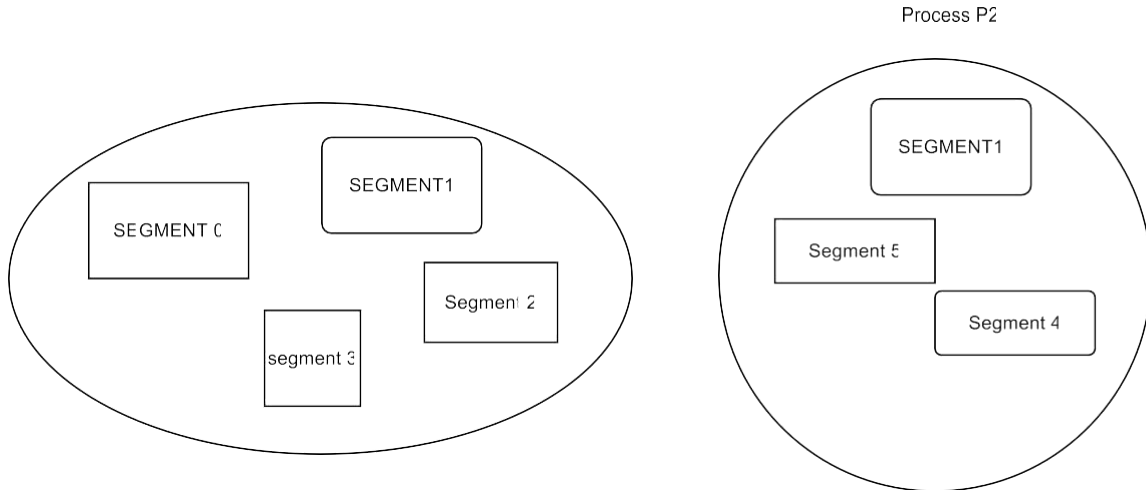 Process P2
SEGMENT1
SEGMENT 0
Segment 2
segment 3
SEGMENT1
Segment 5
Segment 4